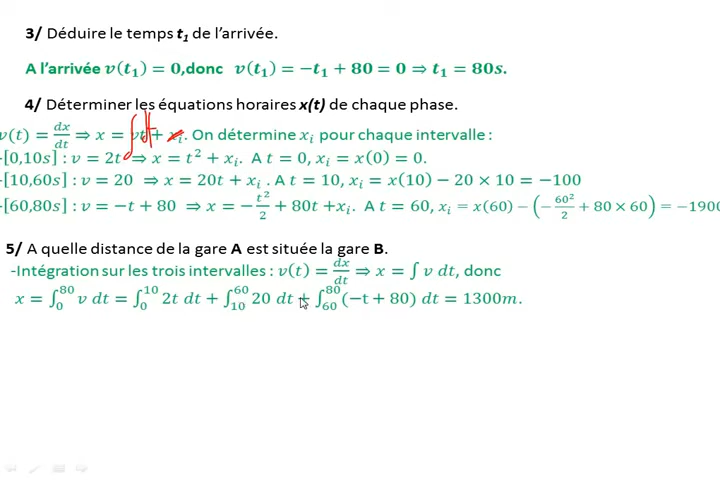 3/ Déduire le temps t₁ de l'arrivée.
A l'arrivée v(t₁) = 0,donc v(t₁) = −t₁ + 80 = 0 ⇒ t₁ = 80s.
4/ Déterminer les équations horaires x(t) de chaque phase.
v(t) = dx/dt ⇒ x = vt + xᵢ. On détermine xᵢ pour chaque intervalle : ∫ dt
-[0,10s] : v = 2t ⇒ x = t² + xᵢ. A t = 0, xᵢ = x(0) = 0.
-[10,60s] : v = 20 ⇒ x = 20t + xᵢ . A t = 10, xᵢ = x(10) − 20 × 10 = −100
-[60,80s] : v = −t + 80 ⇒ x = −t²/2 + 80t+xᵢ. A t = 60, xᵢ = x(60) − (−60²/2 + 80 × 60) = −1900
5/ A quelle distance de la gare A est située la gare B.
-Intégration sur les trois intervalles : v(t) = dx/dt ⇒ x = ∫ v dt, donc
x = ∫₀⁸⁰ v dt = ∫₀¹⁰ 2t dt + ∫₁₀⁶⁰ 20 dt + ∫₆₀⁸⁰ (−t + 80) dt = 1300m.